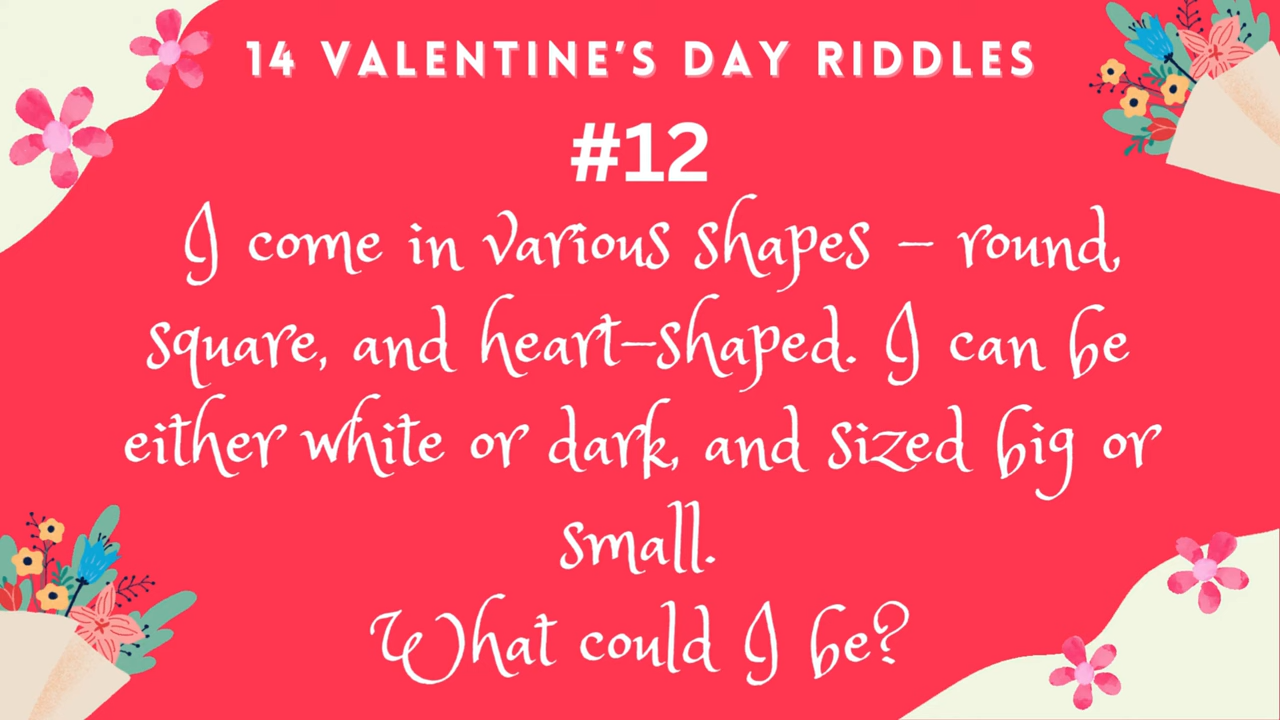 14 VALENTINE'S DAY RIDDLES
#12
I come in various shapes – round,
square, and heart-shaped. I can be
either white or dark, and sized big or
small.
What could I be?